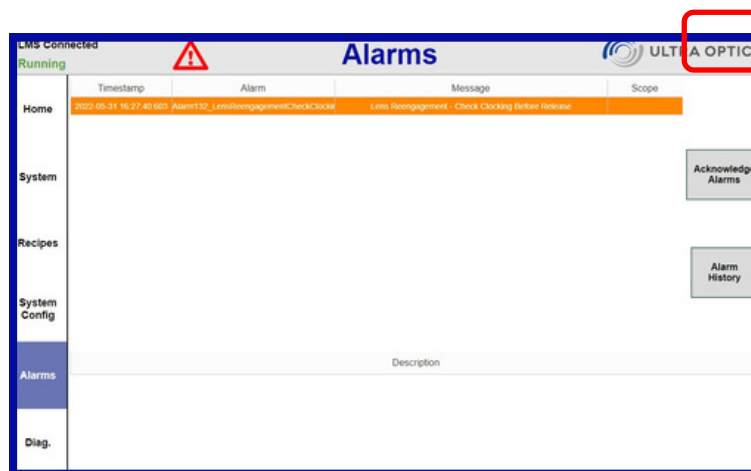 LMS Connected
Running
Alarms
ULTRA OPTIC
Timestamp Alarm Message Scope
2022-05-31 16:27:40.603 Alarm132_LensReengagementCheckClockin Lens Reengagement - Check Clocking Before Release
Home
System
Acknowledge
Alarms
Recipes
Alarm
History
System
Config
Description
Alarms
Diag.